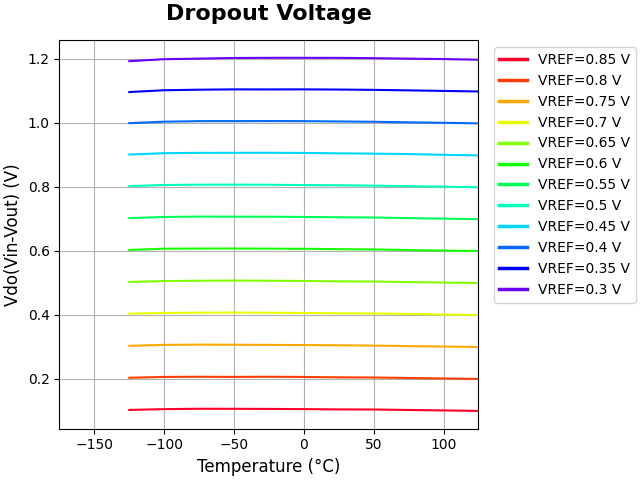 Dropout Voltage
Vdo(Vin-Vout) (V)
1.2
1.0
0.8
0.6
0.4
0.2
−150
−100
−50
0
50
100
Temperature (°C)
VREF=0.85 V
VREF=0.8 V
VREF=0.75 V
VREF=0.7 V
VREF=0.65 V
VREF=0.6 V
VREF=0.55 V
VREF=0.5 V
VREF=0.45 V
VREF=0.4 V
VREF=0.35 V
VREF=0.3 V